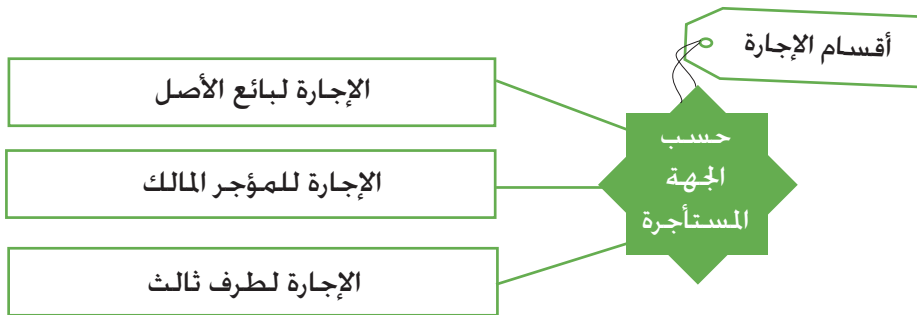 أقسام الإجارة
حسب
الجهة
المستأجرة
الإجارة لبائع الأصل
الإجارة للمؤجر المالك
الإجارة لطرف ثالث